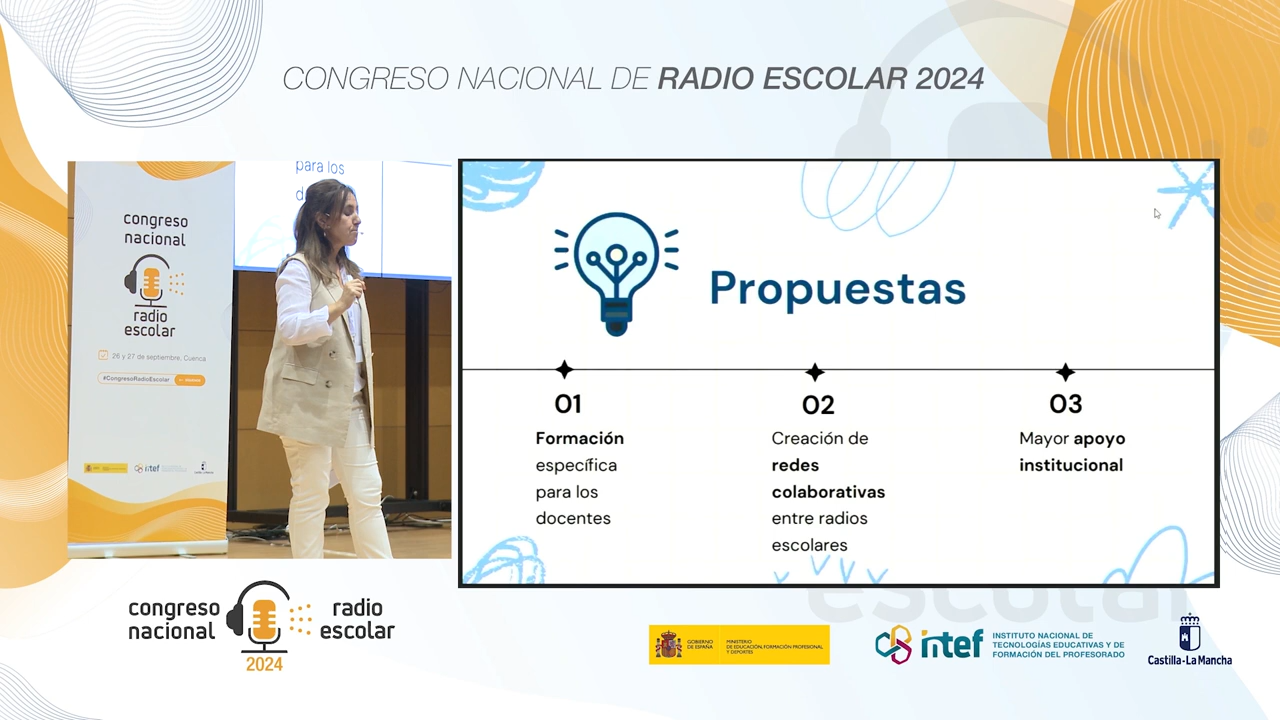 CONGRESO NACIONAL DE RADIO ESCOLAR 2024
para los
congreso
nacional
radio
escolar
26 y 27 de septiembre. Cuenca
#CongresoRadioEscolar
intef
Propuestas
01
Formación
específica
para los
docentes
02
Creación de
redes
colaborativas
entre radios
escolares
03
Mayor apoyo
institucional
escolar
congreso
nacional
radio
escolar
2024
GOBIERNO
DE ESPAÑA
MINISTERIO
DE EDUCACIÓN, FORMACIÓN PROFESIONAL
Y DEPORTES
intef
INSTITUTO NACIONAL DE
TECNOLOGÍAS EDUCATIVAS Y DE
FORMACIÓN DEL PROFESORADO
Castilla-La Mancha